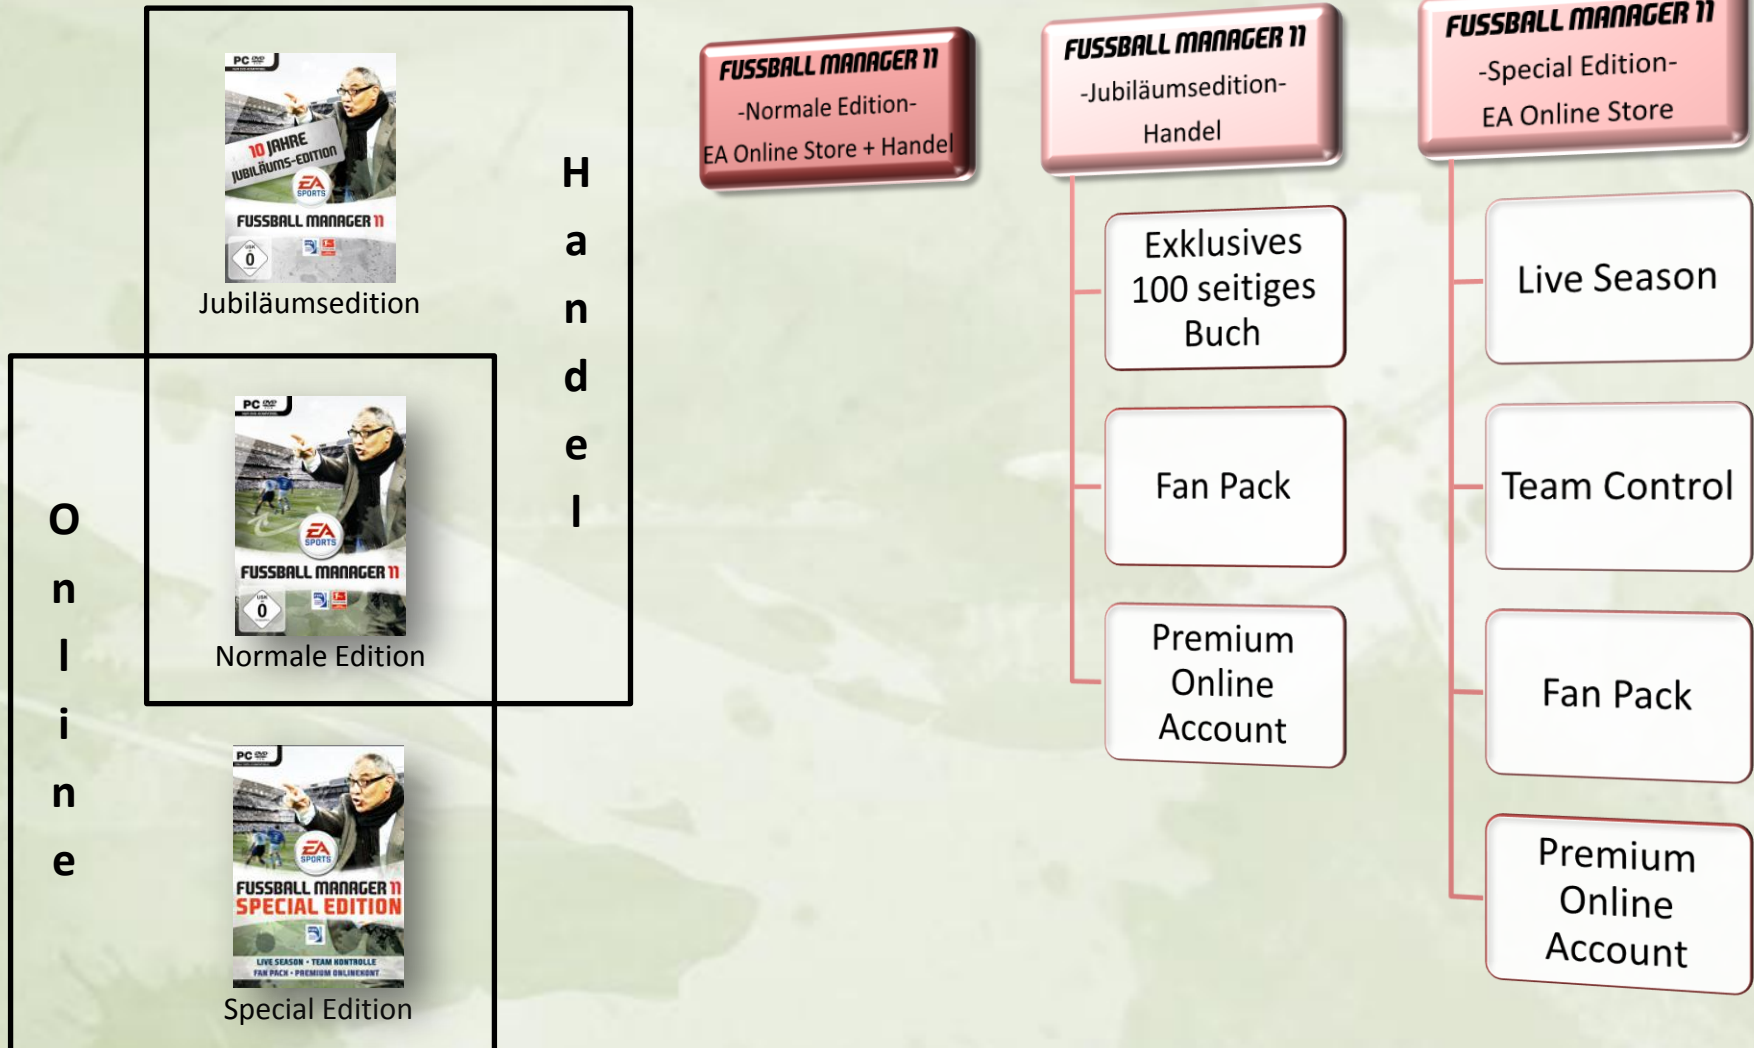 PC DVD
10 JAHRE
JUBILÄUMS-EDITION
EA
SPORTS
FUSSBALL MANAGER 11
USK
0
Jubiläumsedition
Handel
PC DVD
EA
SPORTS
FUSSBALL MANAGER 11
USK
0
Normale Edition
Online
PC DVD
EA
SPORTS
FUSSBALL MANAGER 11
SPECIAL EDITION
LIVE SEASON • TEAM KONTROLLE
FAN PACK • PREMIUM ONLINEKONT
Special Edition
FUSSBALL MANAGER 11
-Normale Edition-
EA Online Store + Handel
FUSSBALL MANAGER 11
-Jubiläumsedition-
Handel
Exklusives
100 seitiges
Buch
Fan Pack
Premium
Online
Account
FUSSBALL MANAGER 11
-Special Edition-
EA Online Store
Live Season
Team Control
Fan Pack
Premium
Online
Account